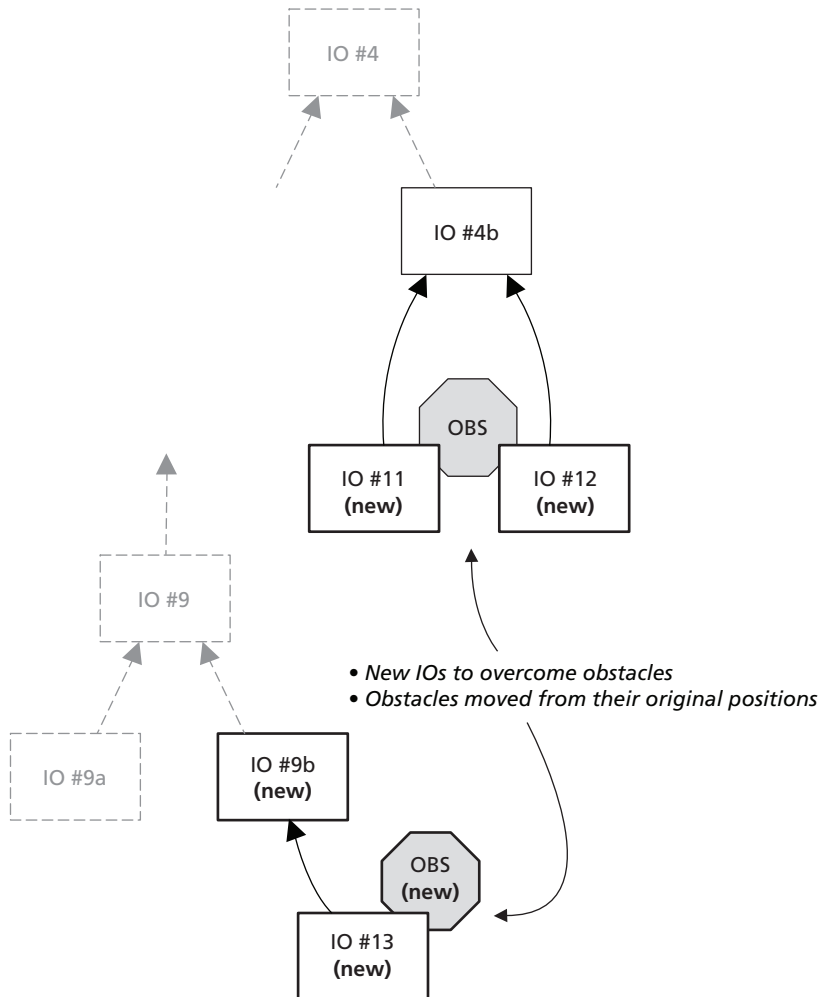 IO #4
IO #4b
OBS
IO #11
(new)
IO #12
(new)
IO #9
• New IOs to overcome obstacles
• Obstacles moved from their original positions
IO #9a
IO #9b
(new)
OBS
(new)
IO #13
(new)